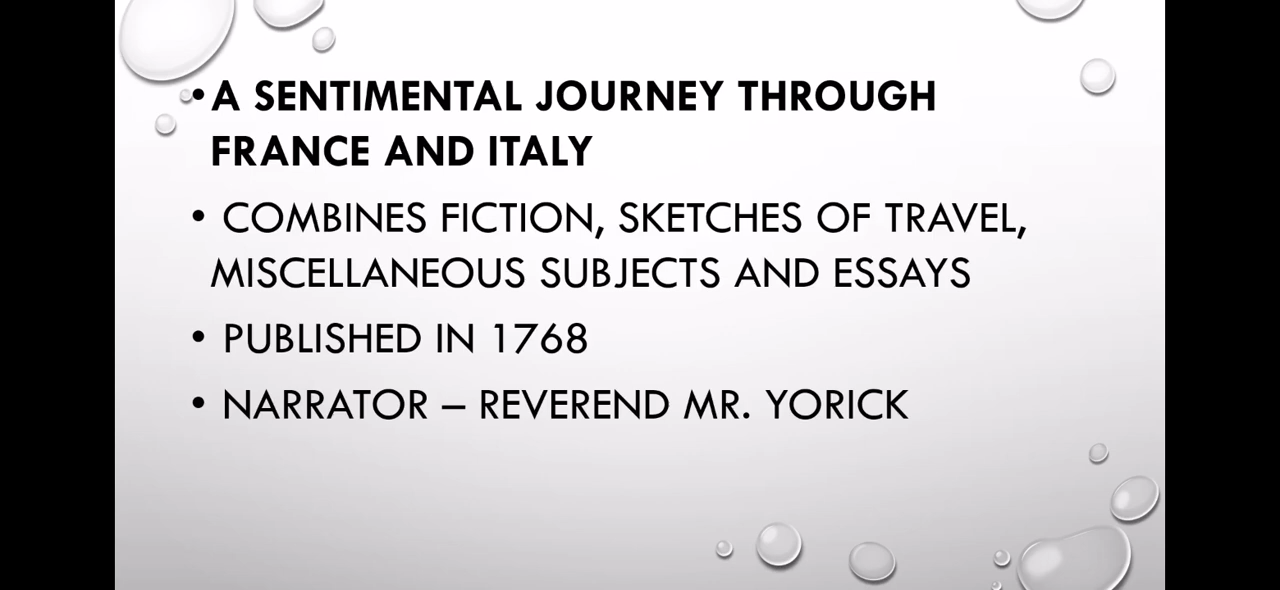 • A SENTIMENTAL JOURNEY THROUGH
FRANCE AND ITALY
• COMBINES FICTION, SKETCHES OF TRAVEL,
MISCELLANEOUS SUBJECTS AND ESSAYS
• PUBLISHED IN 1768
• NARRATOR – REVEREND MR. YORICK